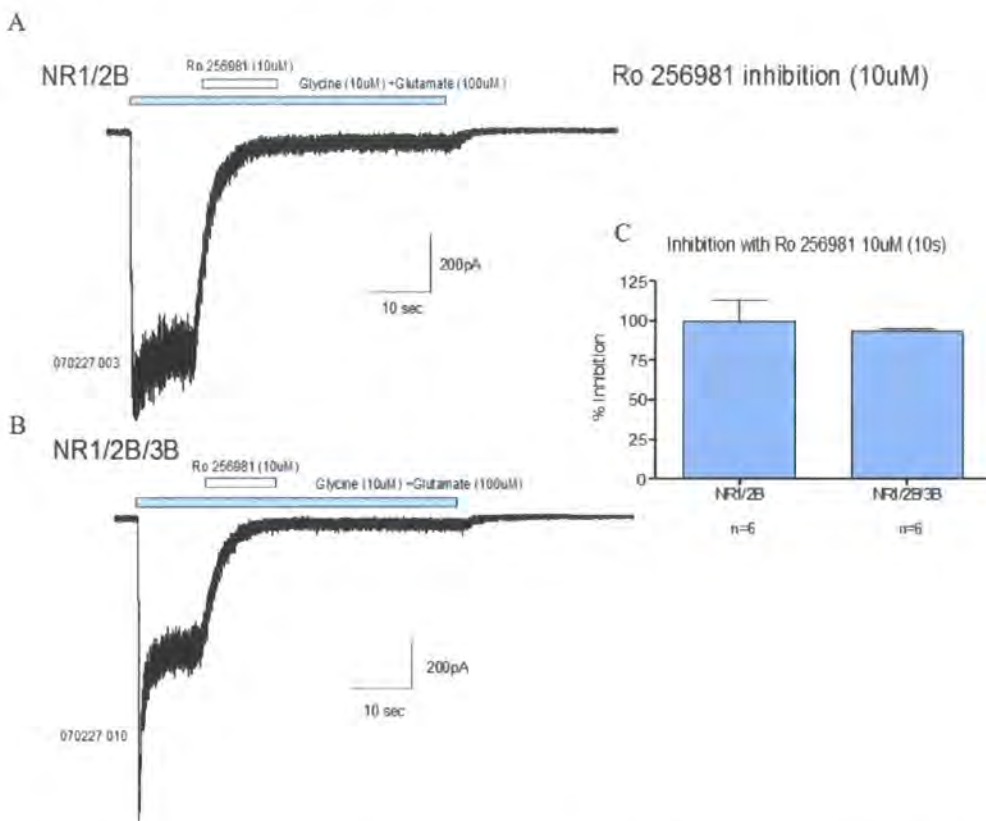 A
NR1/2B
Ro 256981 (10uM)
Glycine (10uM) +Glutamate (100uM)
Ro 256981 inhibition (10uM)
200pA
10 sec
070227 003
B
NR1/2B/3B
Ro 256981 (10uM)
Glycine (10uM) +Glutamate (100uM)
200pA
10 sec
070227 010
C
Inhibition with Ro 256981 10uM (10s)
% Inhibition
125
100
75
50
25
0
NR1/2B
NR1/2B/3B
n=6
n=6